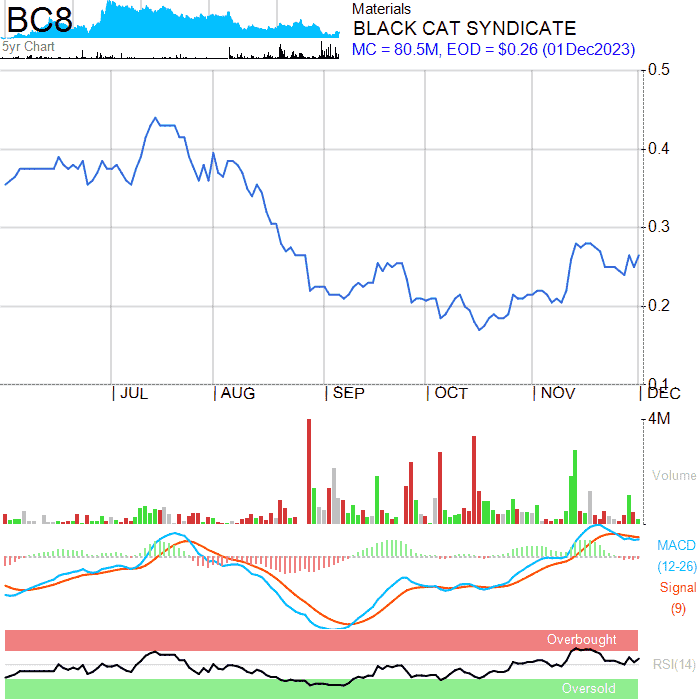 BC8
5yr Chart
Materials
BLACK CAT SYNDICATE
MC = 80.5M, EOD = $0.26 (01Dec2023)
0.5
0.4
0.3
0.2
0.1
JUL
AUG
SEP
OCT
NOV
DEC
4M
Volume
MACD
(12-26)
Signal
(9)
Overbought
RSI(14)
Oversold